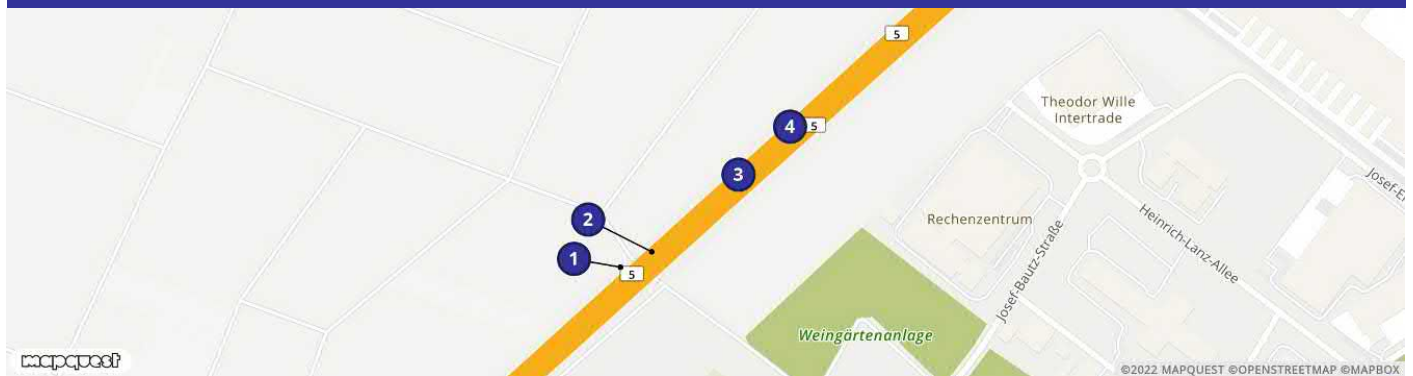 5
4
5
Theodor Wille
Intertrade
3
Josef-E
2
Rechenzentrum
Heinrich-Lanz-Allee
1
5
Josef-Bautz-Straße
Weingärtenanlage
mapquest
©2022 MAPQUEST ©OPENSTREETMAP ©MAPBOX